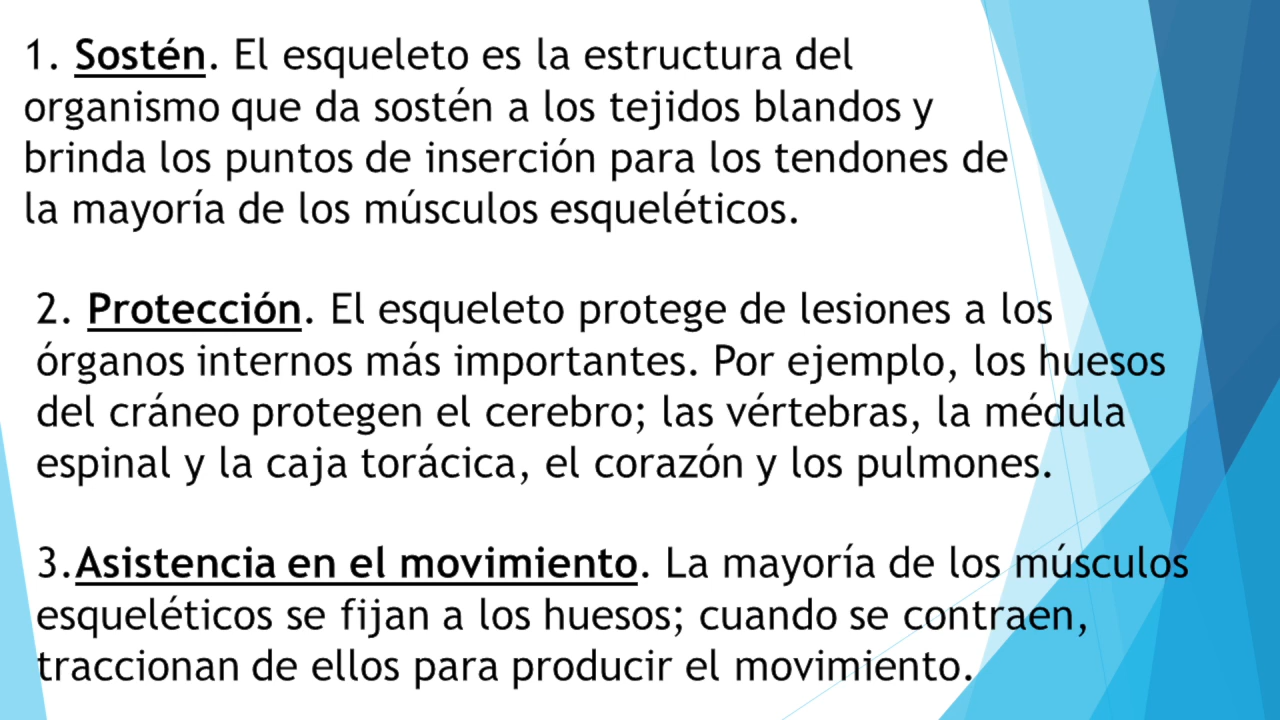 1. Sostén. El esqueleto es la estructura del
organismo que da sostén a los tejidos blandos y
brinda los puntos de inserción para los tendones de
la mayoría de los músculos esqueléticos.
2. Protección. El esqueleto protege de lesiones a los
órganos internos más importantes. Por ejemplo, los huesos
del cráneo protegen el cerebro; las vértebras, la médula
espinal y la caja torácica, el corazón y los pulmones.
3.Asistencia en el movimiento. La mayoría de los músculos
esqueléticos se fijan a los huesos; cuando se contraen,
traccionan de ellos para producir el movimiento.